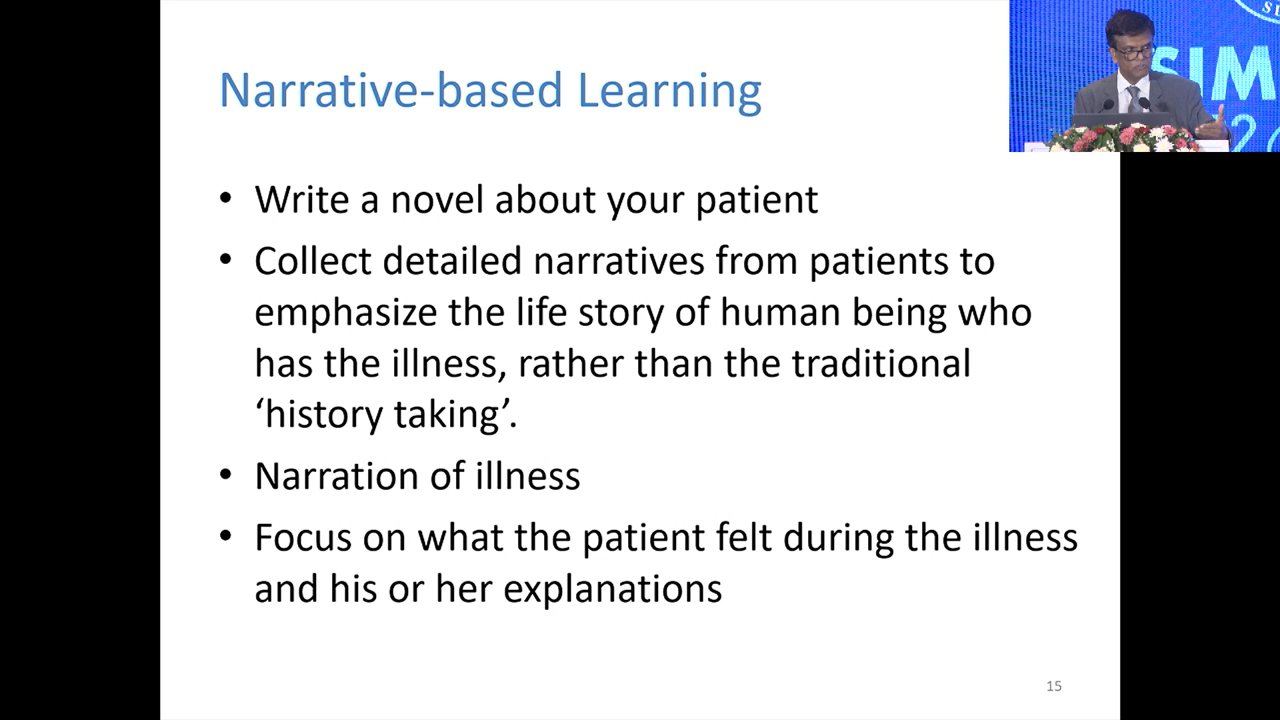 Narrative-based Learning
• Write a novel about your patient
• Collect detailed narratives from patients to
emphasize the life story of human being who
has the illness, rather than the traditional
‘history taking’.
• Narration of illness
• Focus on what the patient felt during the illness
and his or her explanations
15
SIM